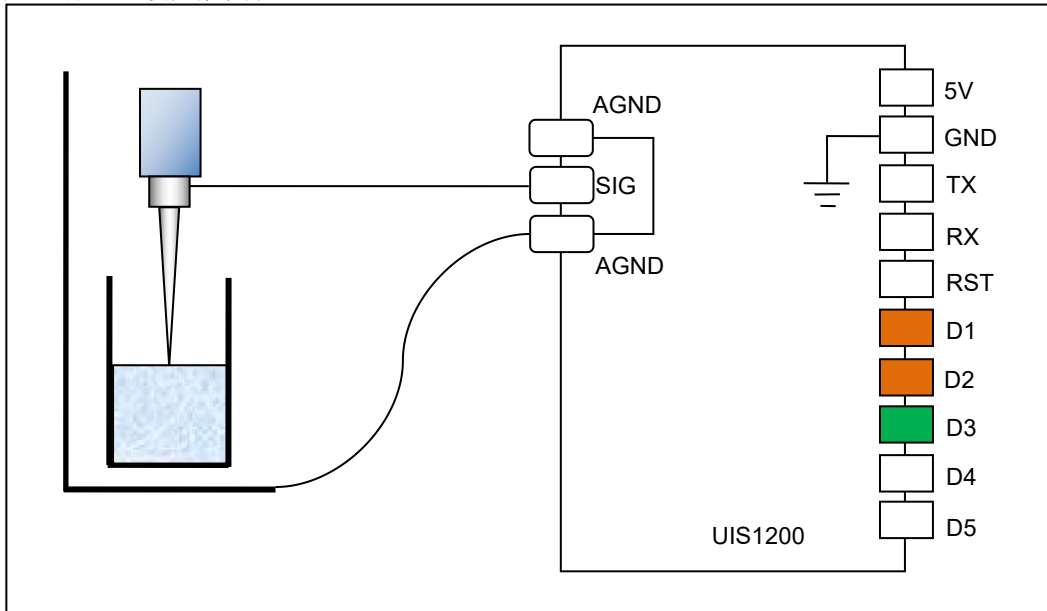 AGND
SIG
AGND
5V
GND
TX
RX
RST
D1
D2
D3
D4
D5
UIS1200